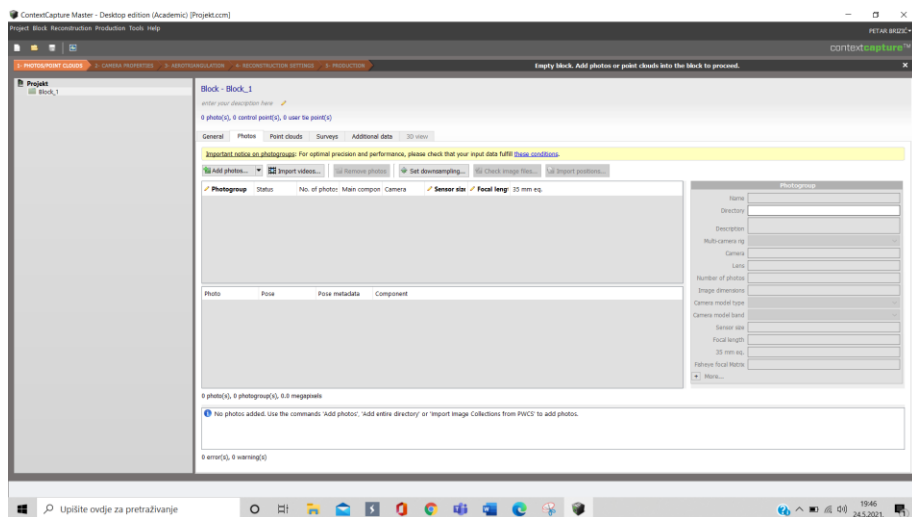 ContextCapture Master - Desktop edition (Academic) [Projekt.ccm]
Project Block Reconstruction Production Tools Help
PETAR BRIZIĆ
contextcapture™
1- PHOTOS/POINT CLOUDS 2- CAMERA PROPERTIES 3- AEROTRIANGULATION 4- RECONSTRUCTION SETTINGS 5- PRODUCTION
Empty block. Add photos or point clouds into the block to proceed.
Projekt
Block_1
Block - Block_1
enter your description here
0 photo(s), 0 control point(s), 0 user tie point(s)
General Photos Point clouds Surveys Additional data 3D view
Important notice on photogroups: For optimal precision and performance, please check that your input data fulfill these conditions.
Add photos... Import videos... Remove photos Set downsampling... Check image files... Import positions...
Photogroup Status No. of photos Main compon Camera Sensor size Focal lengt 35 mm eq.
Photogroup
Name
Directory
Description
Multi-camera rig
Camera
Lens
Number of photos
Image dimensions
Camera model type
Camera model band
Sensor size
Focal length
35 mm eq.
Fisheye focal Matrix
More...
Photo Pose Pose metadata Component
0 photo(s), 0 photogroup(s), 0.0 megapixels
No photos added. Use the commands 'Add photos', 'Add entire directory' or 'Import Image Collections from PWCS' to add photos.
0 error(s), 0 warning(s)
Upišite ovdje za pretraživanje
19:46
24.5.2021.